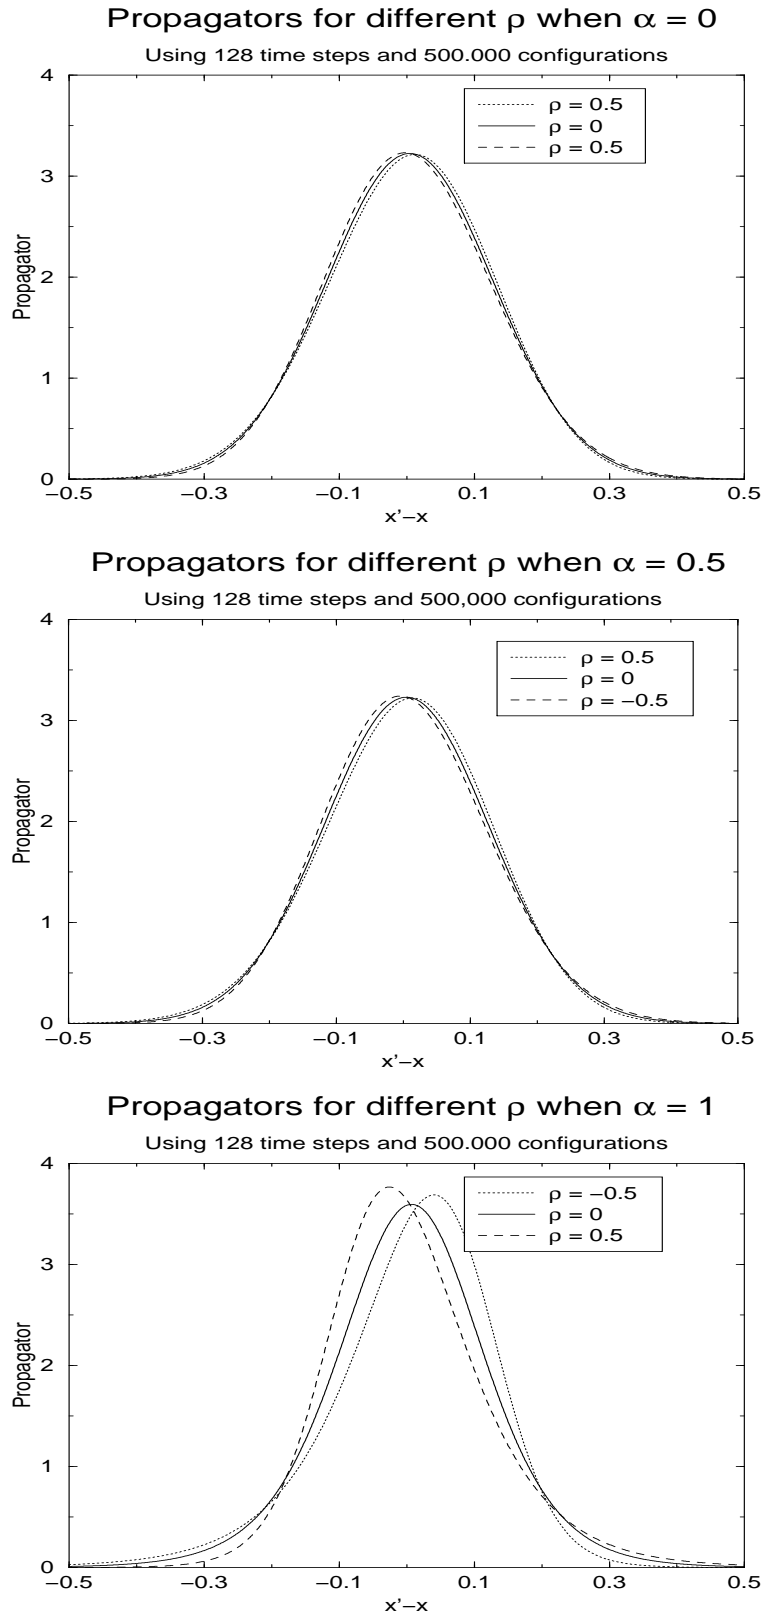 Propagators for different ρ when α = 0
Using 128 time steps and 500.000 configurations
4
3
2
1
0
Propagator
ρ = 0.5
ρ = 0
ρ = 0.5
−0.5 −0.3 −0.1 0.1 0.3 0.5
x'−x
Propagators for different ρ when α = 0.5
Using 128 time steps and 500,000 configurations
4
3
2
1
0
Propagator
ρ = 0.5
ρ = 0
ρ = −0.5
−0.5 −0.3 −0.1 0.1 0.3 0.5
x'−x
Propagators for different ρ when α = 1
Using 128 time steps and 500.000 configurations
4
3
2
1
0
Propagator
ρ = −0.5
ρ = 0
ρ = 0.5
−0.5 −0.3 −0.1 0.1 0.3 0.5
x'−x